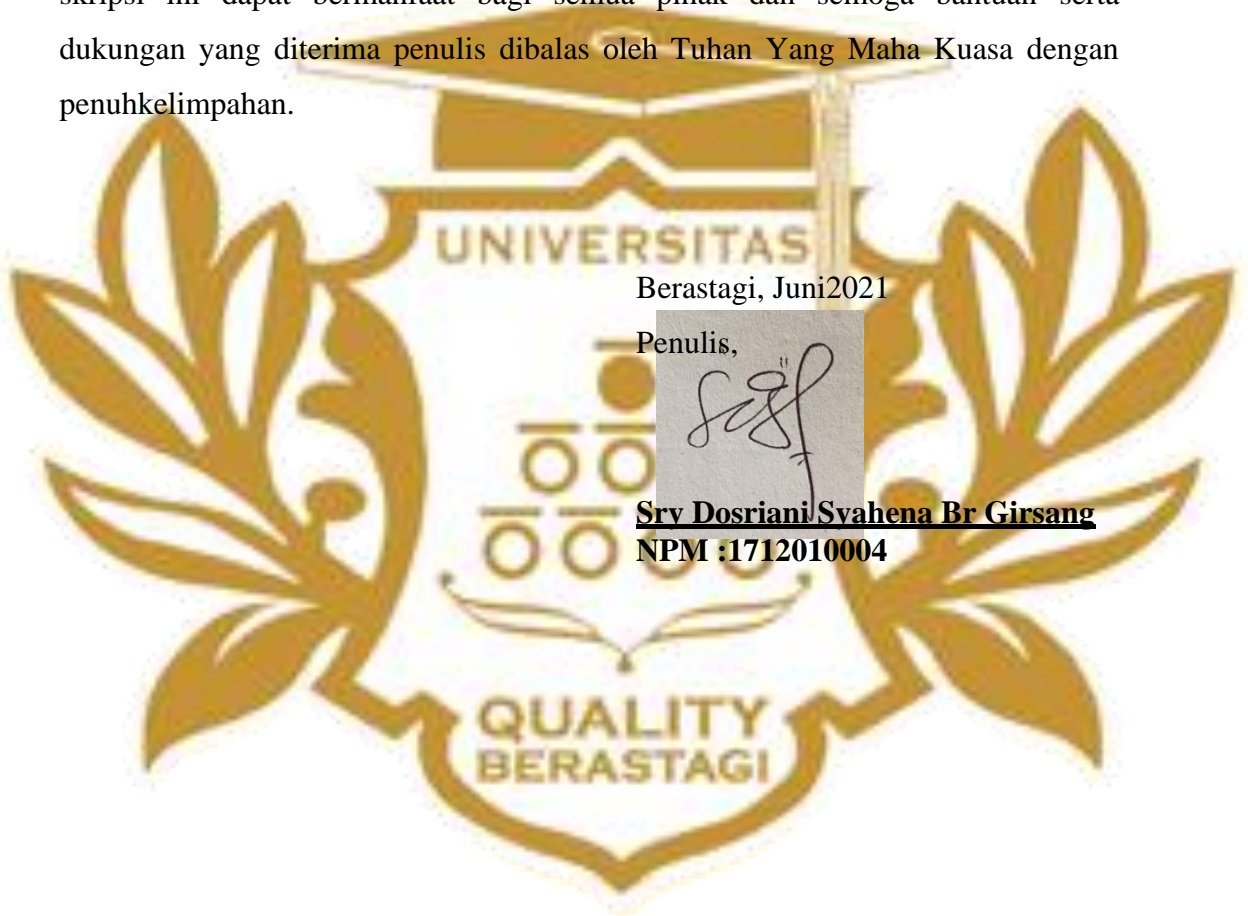 skripsi ini dapat bermanfaat bagi semua pihak dan semoga bantuan serta
dukungan yang diterima penulis dibalas oleh Tuhan Yang Maha Kuasa dengan
penuhkelimpahan.
UNIVERSITAS
Berastagi, Juni2021
Penulis,
Sry Dosriani Syahena Br Girsang
NPM :1712010004
QUALITY
BERASTAGI